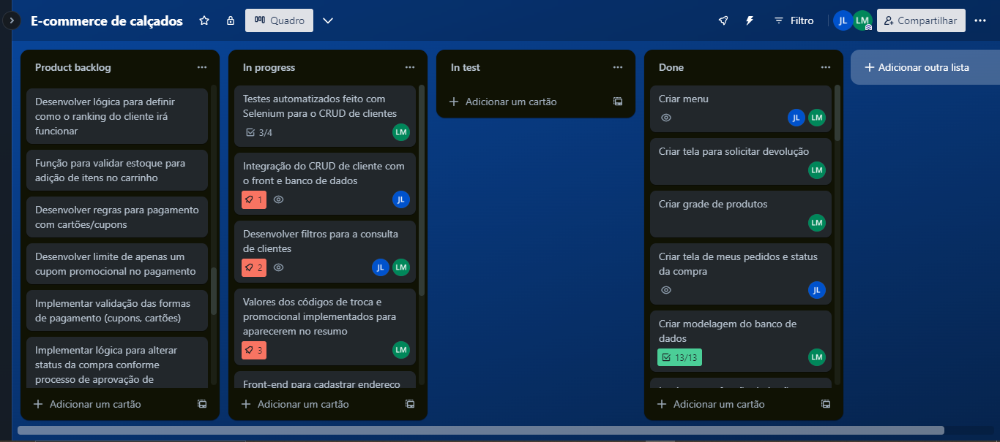 E-commerce de calçados
Quadro
Filtro
JL
LM
Compartilhar
Product backlog
Desenvolver lógica para definir
como o ranking do cliente irá
funcionar
Função para validar estoque para
adição de itens no carrinho
Desenvolver regras para pagamento
com cartões/cupons
Desenvolver limite de apenas um
cupom promocional no pagamento
Implementar validação das formas
de pagamento (cupons, cartões)
Implementar lógica para alterar
status da compra conforme
processo de aprovação de
Adicionar um cartão
In progress
Testes automatizados feito com
Selenium para o CRUD de clientes
3/4
LM
Integração do CRUD de cliente com
o front e banco de dados
1
JL
Desenvolver filtros para a consulta
de clientes
2
JL
LM
Valores dos códigos de troca e
promocional implementados para
aparecerem no resumo
3
LM
Front-end para cadastrar endereço
Adicionar um cartão
In test
Adicionar um cartão
Done
Criar menu
JL
LM
Criar tela para solicitar devolução
LM
Criar grade de produtos
LM
Criar tela de meus pedidos e status
da compra
JL
Criar modelagem do banco de
dados
13/13
LM
Adicionar um cartão
Adicionar outra lista